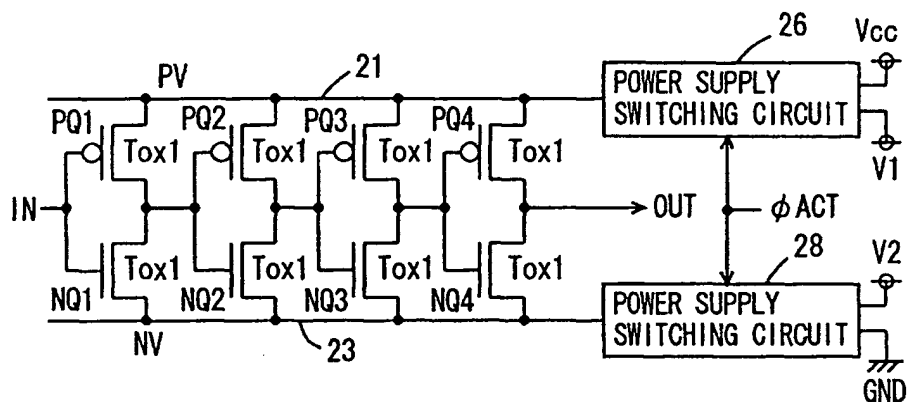 26
Vcc
21
PV
POWER SUPPLY
SWITCHING CIRCUIT
PQ1 PQ2 PQ3 PQ4
Tox1 Tox1 Tox1 Tox1
V1
IN
OUT
φACT
V2
28
Tox1 Tox1 Tox1 Tox1
NQ1 NQ2 NQ3 NQ4
POWER SUPPLY
SWITCHING CIRCUIT
NV
23
GND